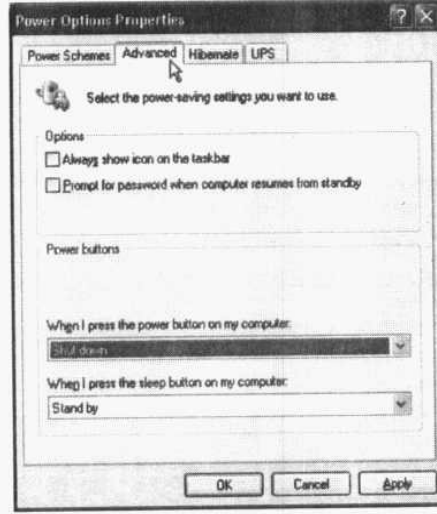 Power Options Properties
Power Schemes Advanced Hibernate UPS
Select the power-saving settings you want to use.
Options
Always show icon on the taskbar
Prompt for password when computer resumes from standby
Power buttons
When I press the power button on my computer:
Shut down
When I press the sleep button on my computer:
Stand by
OK Cancel Apply